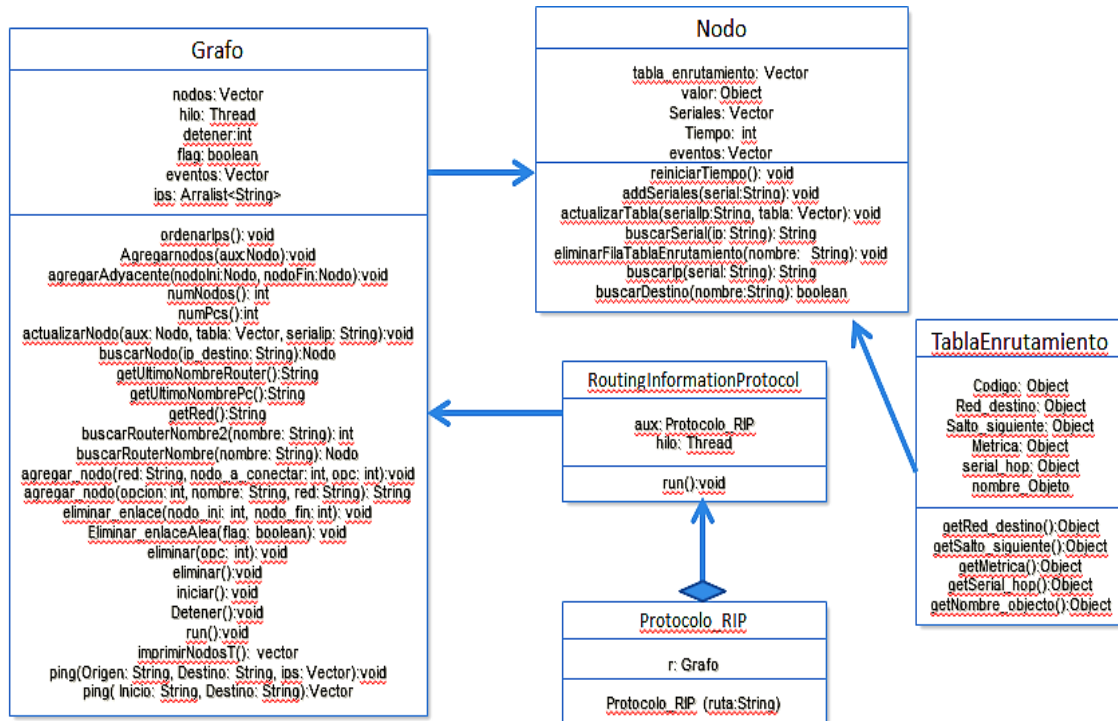 Grafo
nodos: Vector
hilo: Thread
detener:int
flag: boolean
eventos: Vector
ips: Arralist<String>
ordenarIps(): void
Agregarnodos(aux:Nodo):void
agregarAdyacente(nodoIni:Nodo, nodoFin:Nodo):void
numNodos(): int
numPcs():int
actualizarNodo(aux: Nodo, tabla: Vector, serialip: String):void
buscarNodo(ip_destino: String):Nodo
getUltimoNombreRouter():String
getUltimoNombrePc():String
getRed():String
buscarRouterNombre2(nombre: String): int
buscarRouterNombre(nombre: String):Nodo
agregar_nodo(red: String, nodo_a_conectar: int, opc: int):void
agregar_nodo(opcion: int, nombre: String, red: String): String
eliminar_enlace(nodo_ini: int, nodo_fin: int): void
Eliminar_enlaceAlea(flag: boolean): void
eliminar(opc: int): void
eliminar():void
iniciar(): void
Detener():void
run():void
imprimirNodosT(): vector
ping(Origen: String, Destino: String, ips: Vector):void
ping( Inicio: String, Destino: String):Vector
Nodo
tabla_enrutamiento: Vector
valor: Object
Seriales: Vector
Tiempo: int
eventos: Vector
reiniciarTiempo(): void
addSeriales(serial:String): void
actualizarTabla(serialIp:String, tabla: Vector): void
buscarSerial(ip: String): String
eliminarFilaTablaEnrutamiento(nombre: String): void
buscarIp(serial: String): String
buscarDestino(nombre:String): boolean
RoutingInformationProtocol
aux: Protocolo_RIP
hilo: Thread
run():void
Protocolo_RIP
r: Grafo
Protocolo_RIP (ruta:String)
TablaEnrutamiento
Codigo: Object
Red_destino: Object
Salto_siguiente: Object
Metrica: Object
serial_hop: Object
nombre_Objeto
getRed_destino():Object
getSalto_siguiente():Object
getMetrica():Object
getSerial_hop():Object
getNombre_objecto():Object